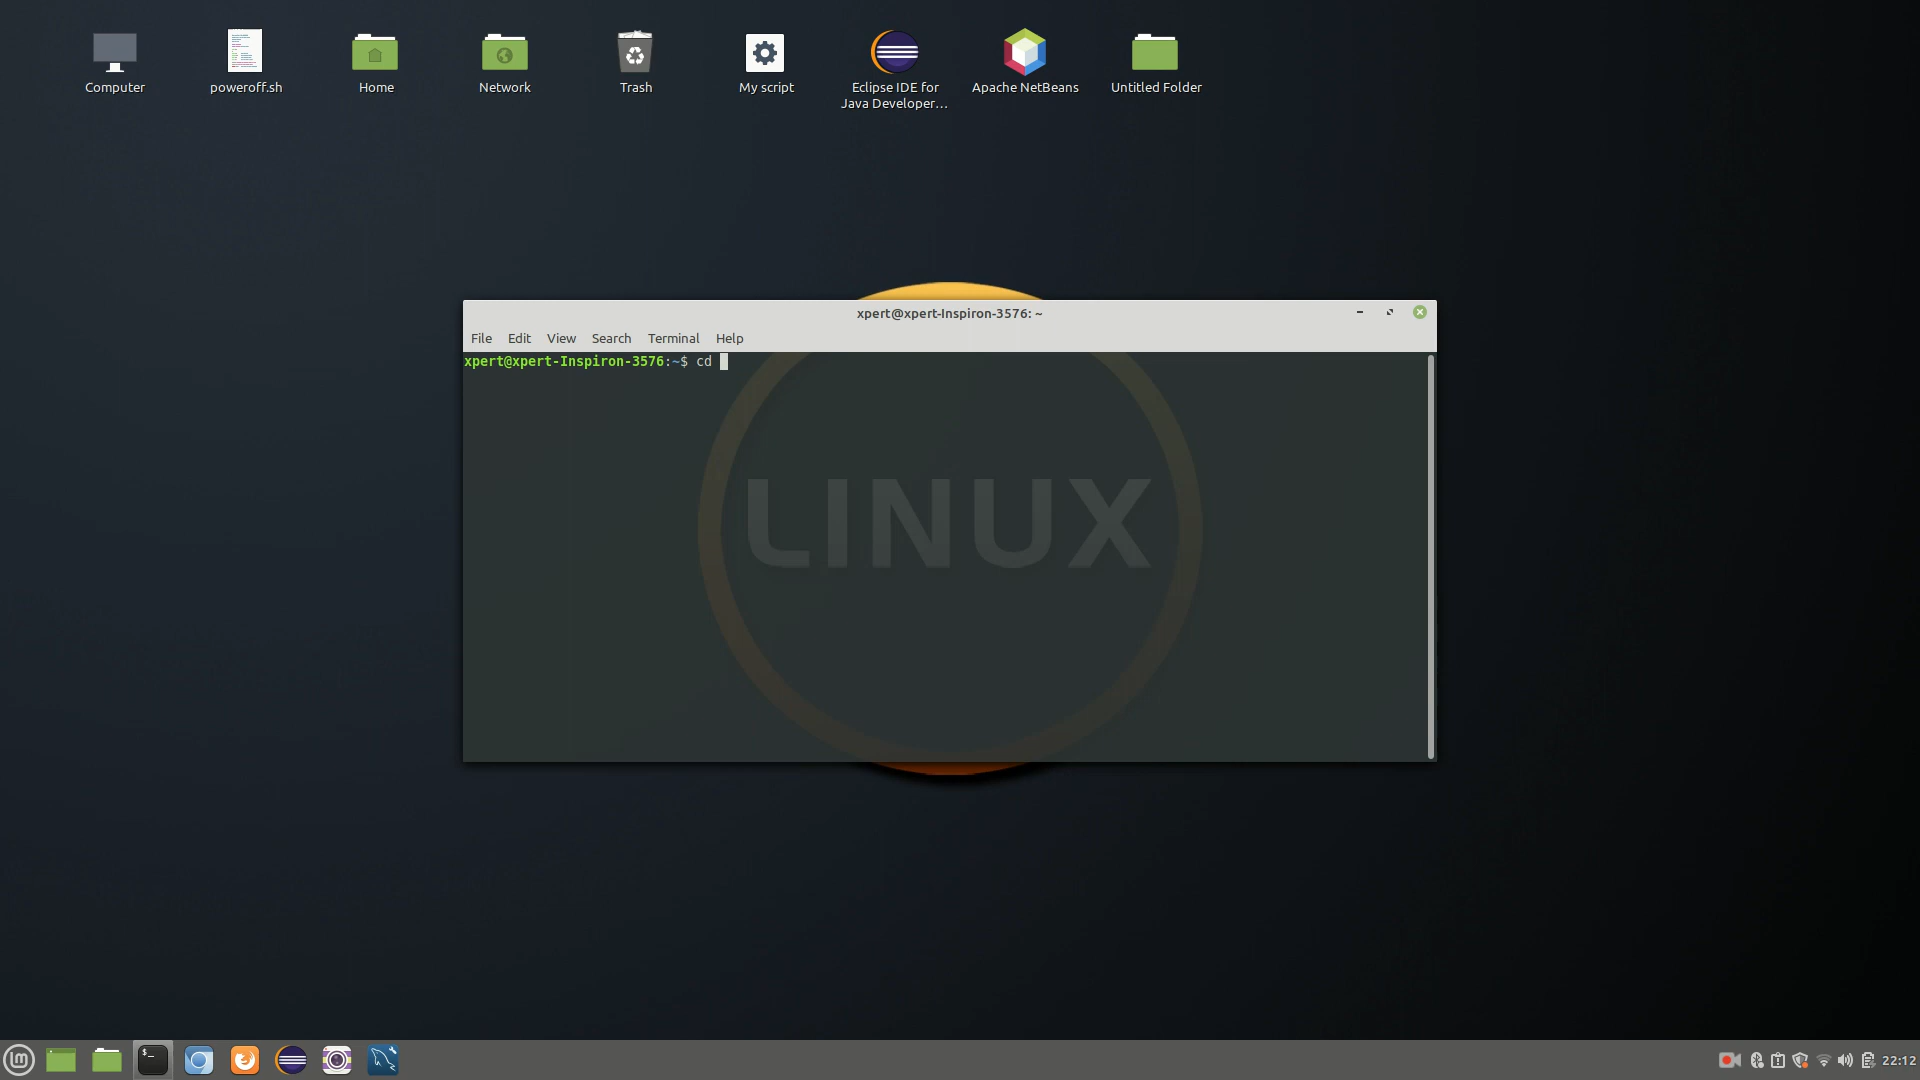 Computer
poweroff.sh
Home
Network
Trash
My script
Eclipse IDE for
Java Developer…
Apache NetBeans
Untitled Folder
xpert@xpert-Inspiron-3576: ~
File Edit View Search Terminal Help
xpert@xpert-Inspiron-3576:~$ cd
LINUX
22:12